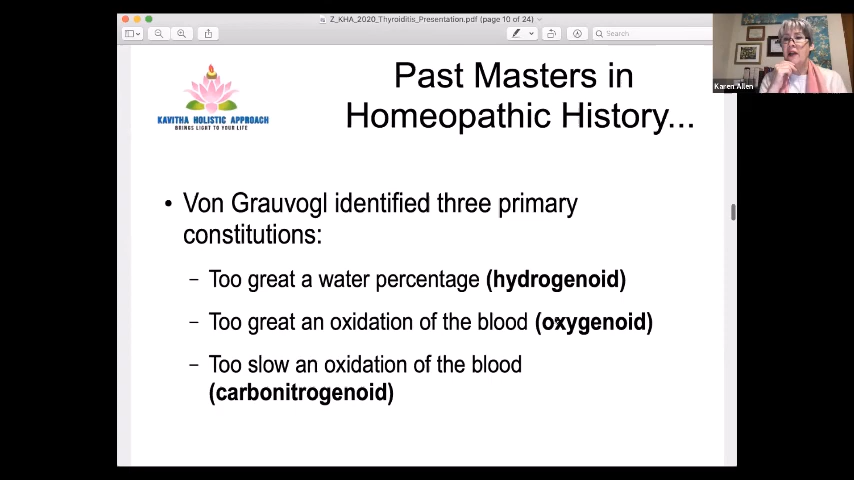 Z_KHA_2020_Thyroiditis_Presentation.pdf (page 10 of 24)
Search
Karen Allen
KAVITHA HOLISTIC APPROACH
BRINGS LIGHT TO YOUR LIFE
Past Masters in
Homeopathic History...
• Von Grauvogl identified three primary
constitutions:
– Too great a water percentage (hydrogenoid)
– Too great an oxidation of the blood (oxygenoid)
– Too slow an oxidation of the blood
(carbonitrogenoid)